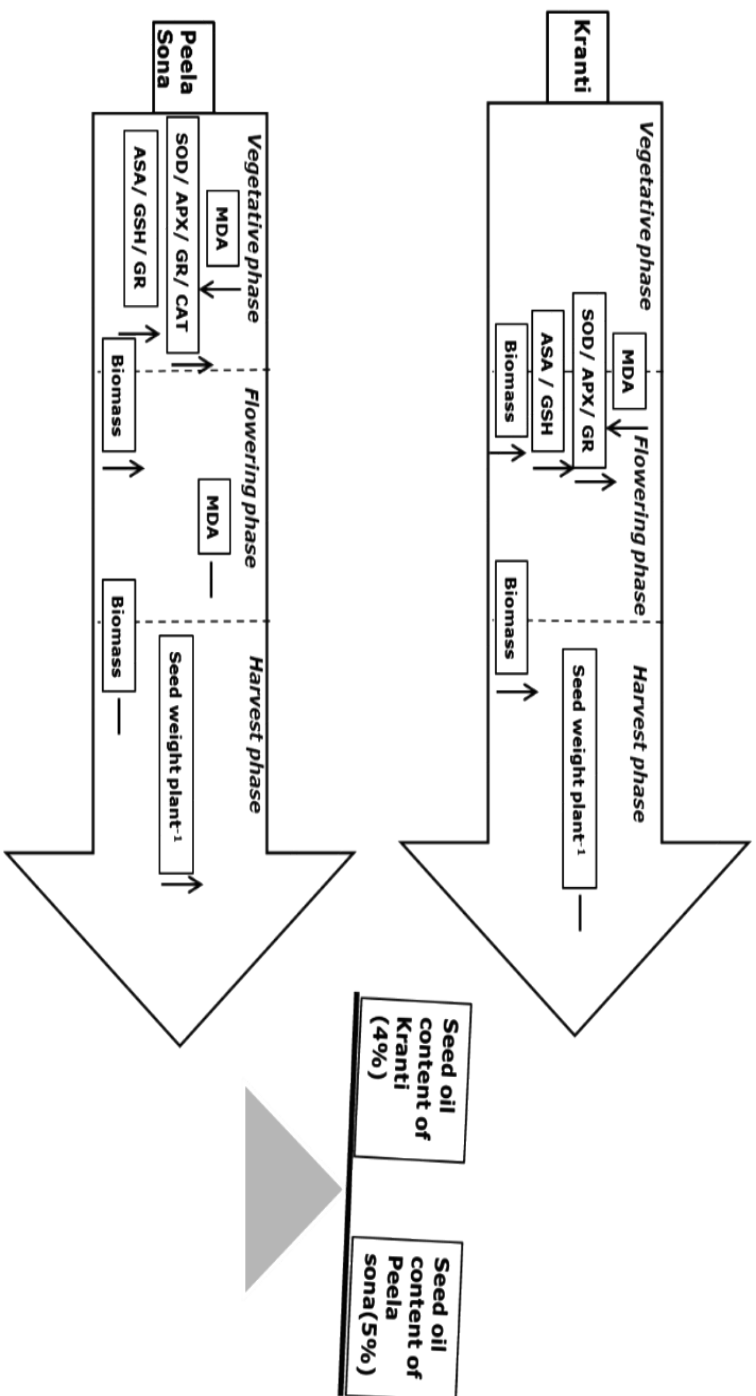 Kranti
Vegetative phase
Flowering phase
Harvest phase
MDA
SOD/ APX/ GR
ASA / GSH
Biomass
Biomass
Seed weight plant⁻¹
Peela
Sona
Vegetative phase
Flowering phase
Harvest phase
MDA
SOD/ APX/ GR/ CAT
ASA/ GSH/ GR
Biomass
MDA
Biomass
Seed weight plant⁻¹
Seed oil
content of
Kranti
(4%)
Seed oil
content of
Peela
sona(5%)